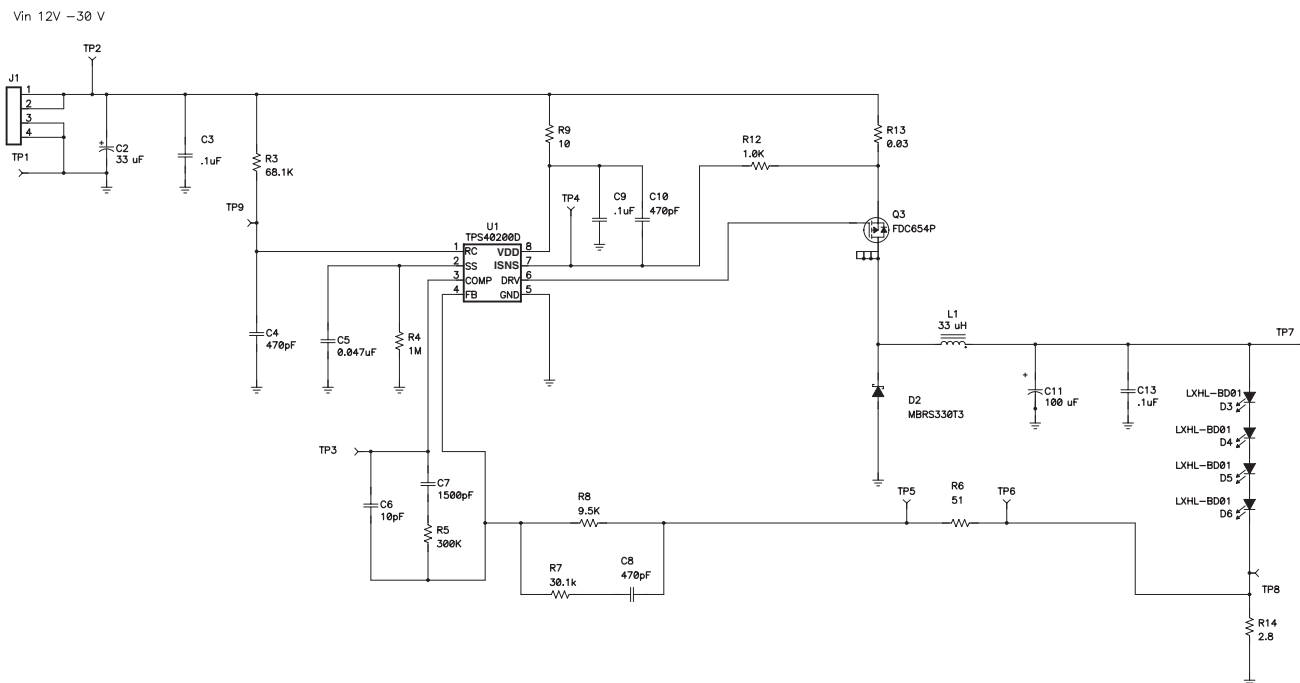 Vin 12V –30 V
TP2
J1
1
2
3
4
TP1
C2
33 uF
+
C3
.1uF
R3
68.1K
TP9
R9
10
C9
.1uF
C10
470pF
TP4
R12
1.0K
R13
0.03
Q3
FDC654P
U1
TPS40200D
1 RC VDD 8
2 SS ISNS 7
3 COMP DRV 6
4 FB GND 5
C4
470pF
C5
0.047uF
R4
1M
L1
33 uH
TP7
D2
MBRS330T3
+
C11
100 uF
C13
.1uF
LXHL–BD01
D3
LXHL–BD01
D4
LXHL–BD01
D5
LXHL–BD01
D6
TP3
C6
10pF
C7
1500pF
R5
300K
R8
9.5K
R7
30.1k
C8
470pF
TP5
R6
51
TP6
TP8
R14
2.8